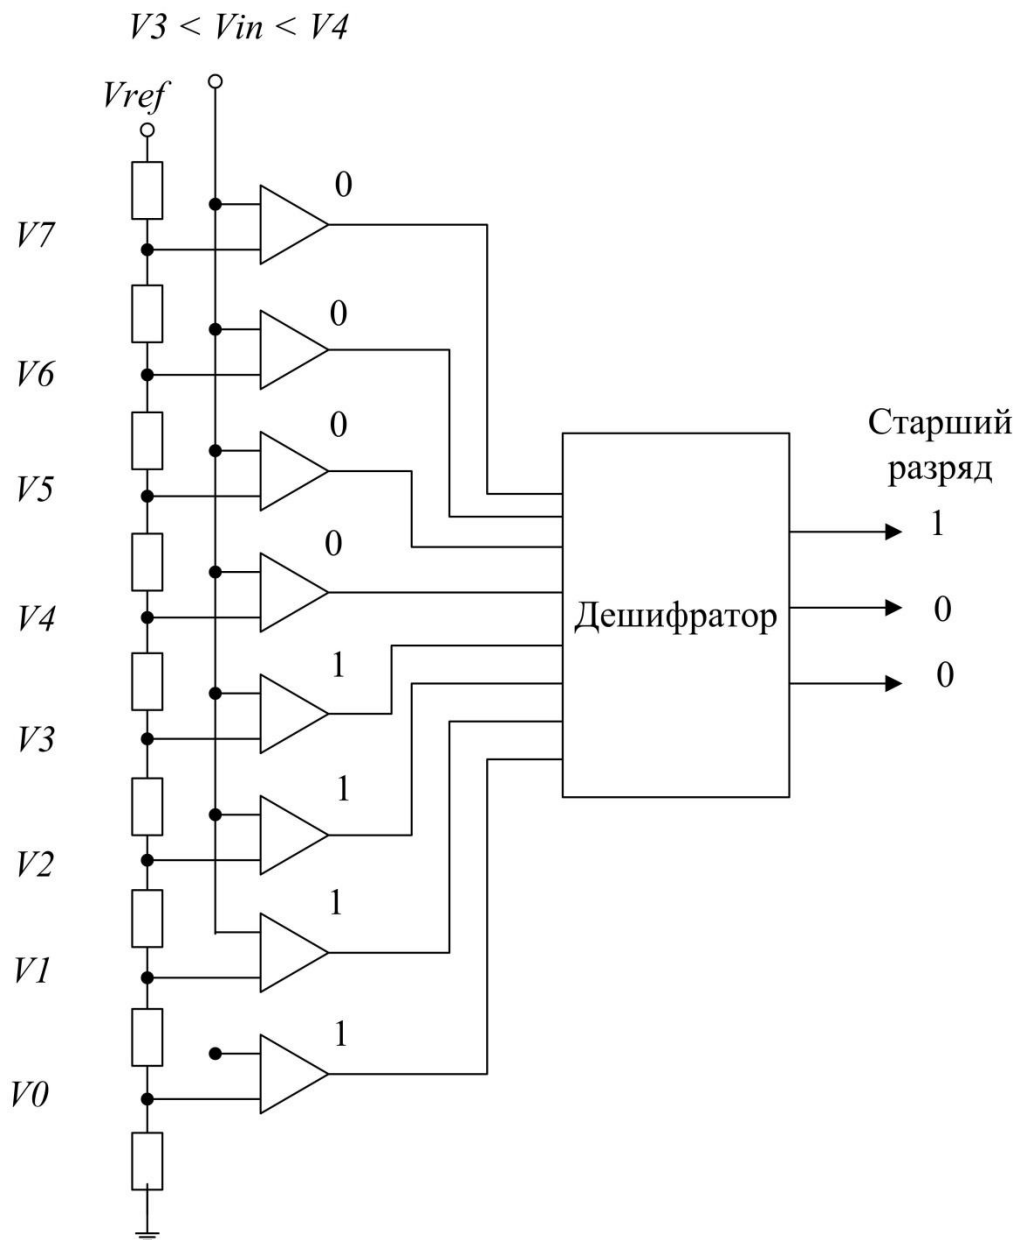 V3 < Vin < V4
Vref
0
V7
0
V6
0
Старший
разряд
V5
1
0
Дешифратор
0
V4
1
0
V3
1
V2
1
V1
1
V0